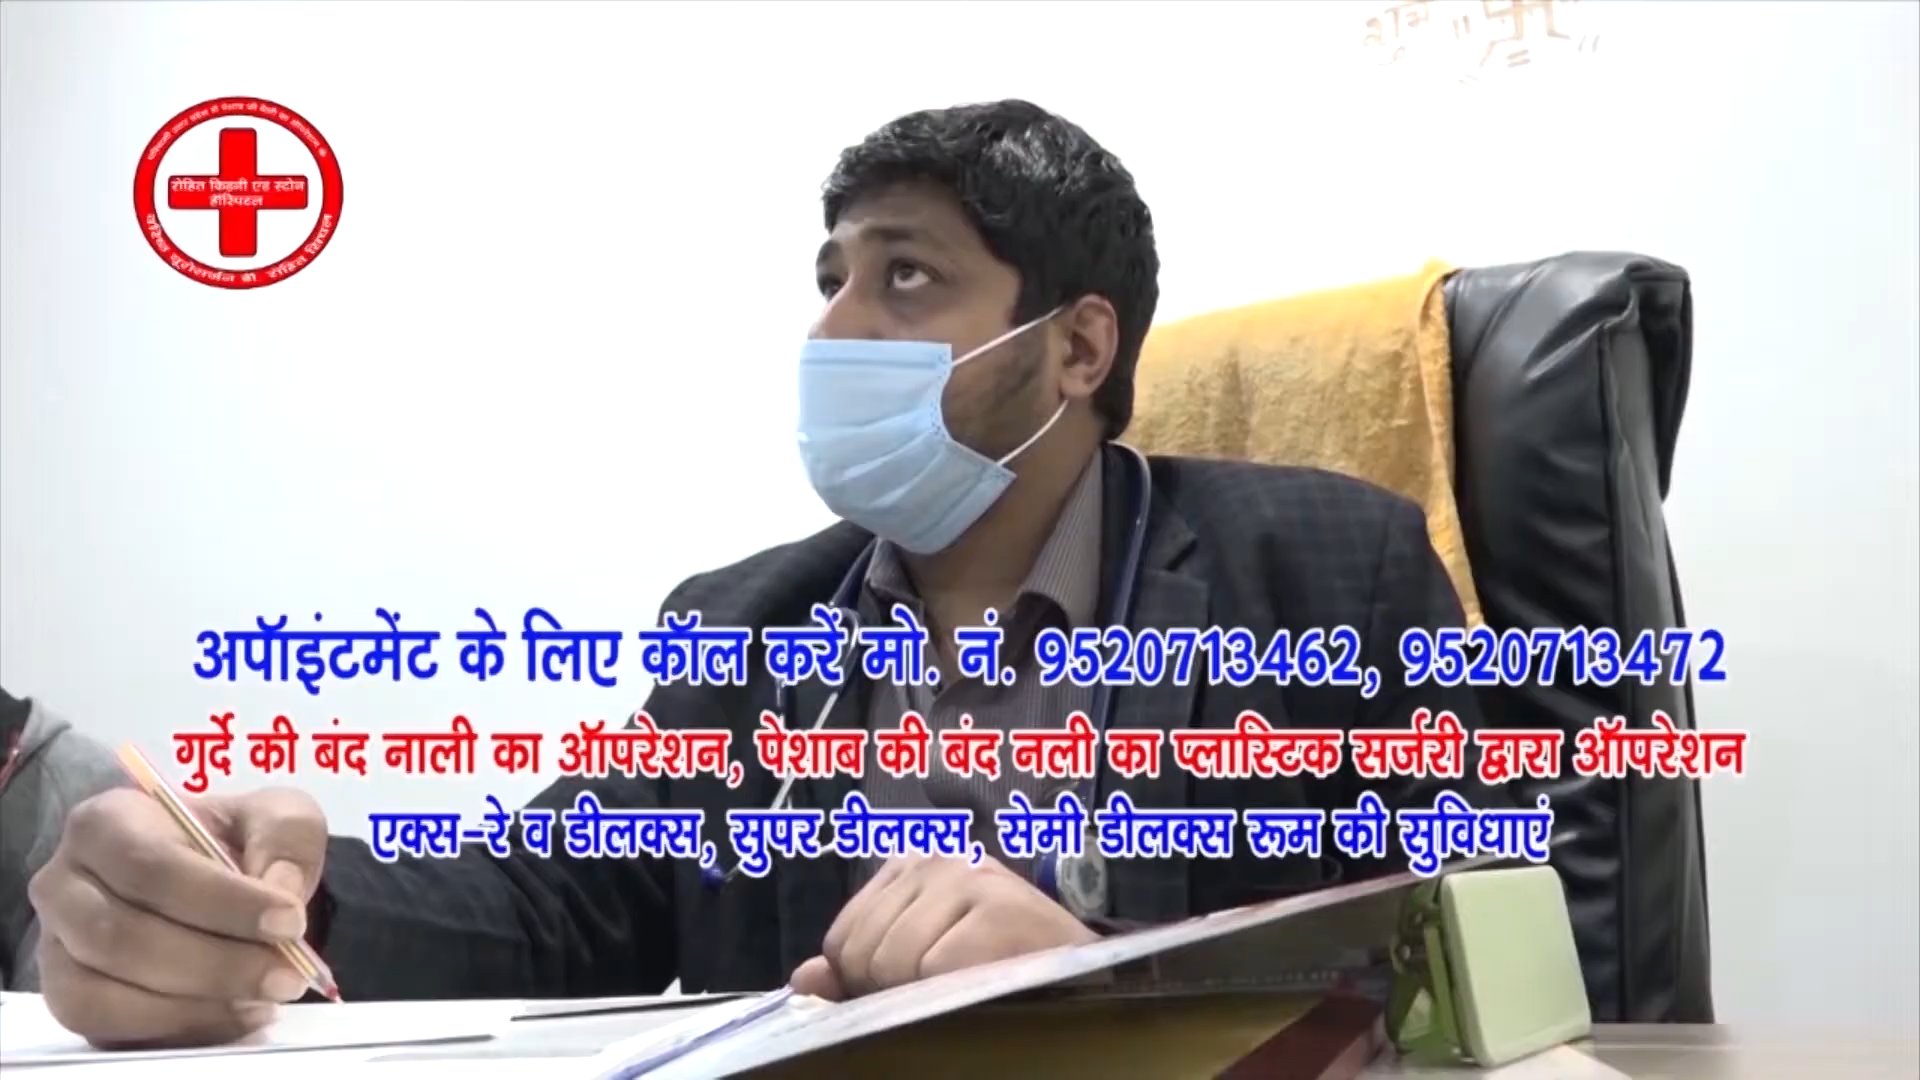 रोहित किडनी एंड स्टोन
हॉस्पिटल
अपॉइंटमेंट के लिए कॉल करें मो. नं. 9520713462, 9520713472
गुर्दे की बंद नाली का ऑपरेशन, पेशाब की बंद नली का प्लास्टिक सर्जरी द्वारा ऑपरेशन
एक्स-रे व डीलक्स, सुपर डीलक्स, सेमी डीलक्स रूम की सुविधाएं